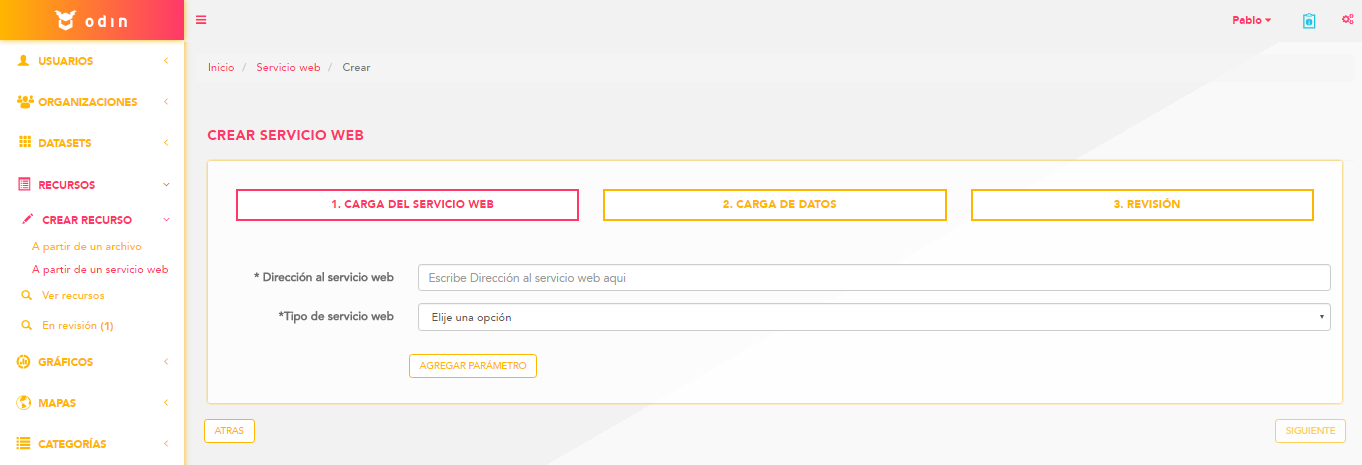 odin
Pablo
USUARIOS
ORGANIZACIONES
DATASETS
RECURSOS
CREAR RECURSO
A partir de un archivo
A partir de un servicio web
Ver recursos
En revisión (1)
GRÁFICOS
MAPAS
CATEGORÍAS
Inicio / Servicio web / Crear
CREAR SERVICIO WEB
1. CARGA DEL SERVICIO WEB
2. CARGA DE DATOS
3. REVISIÓN
* Dirección al servicio web
Escribe Dirección al servicio web aqui
*Tipo de servicio web
Elije una opción
AGREGAR PARÁMETRO
ATRAS
SIGUIENTE